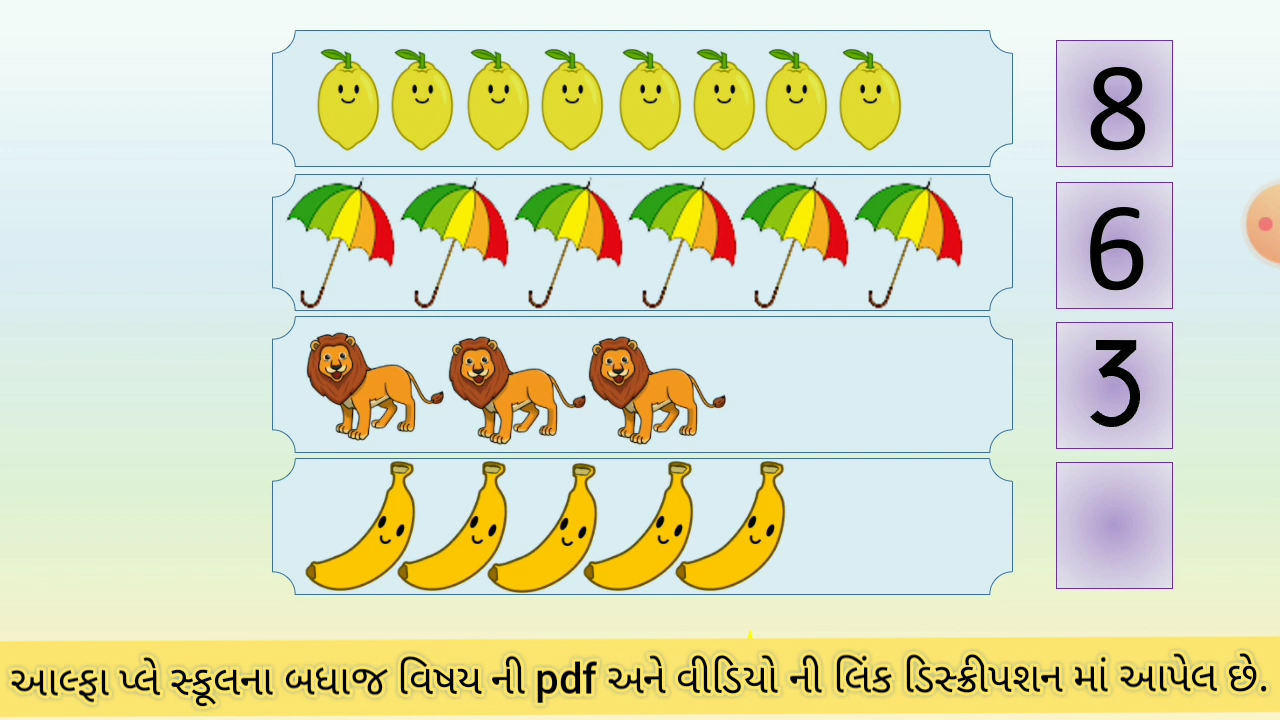 8
6
3
આલ્ફા પ્લે સ્કૂલના બધાજ વિષય ની pdf અને વીડિયો ની લિંક ડિસ્ક્રીપશન માં આપેલ છે.